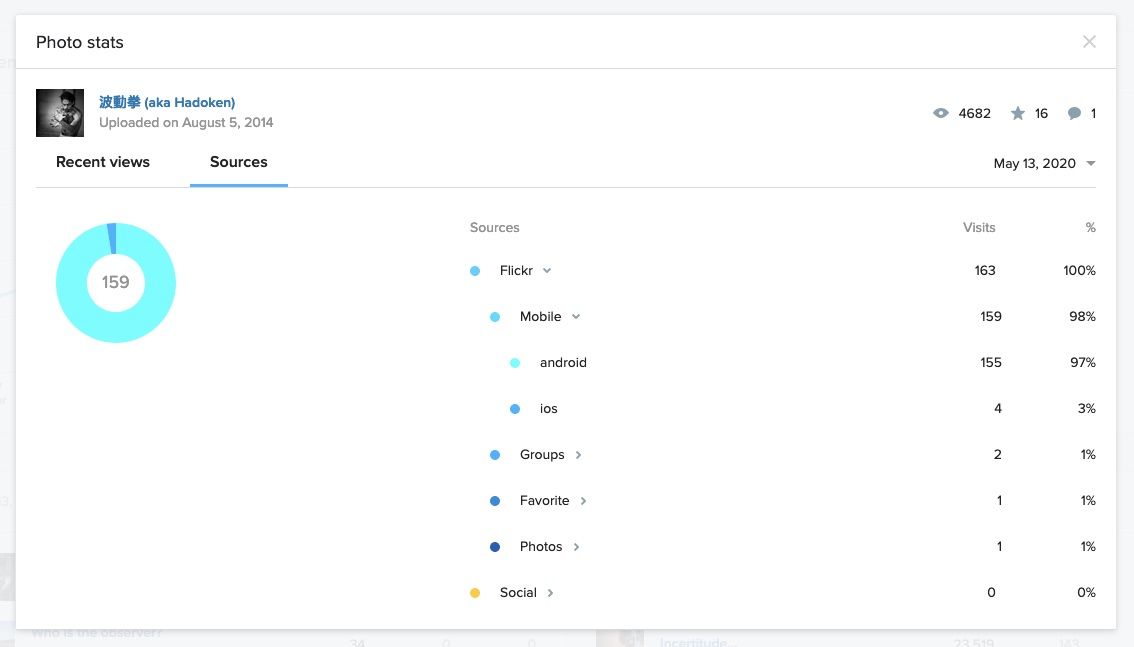 Photo stats
波動拳 (aka Hadoken)
Uploaded on August 5, 2014
4682 16 1
Recent views Sources May 13, 2020
159
Sources Visits %
Flickr 163 100%
Mobile 159 98%
android 155 97%
ios 4 3%
Groups 2 1%
Favorite 1 1%
Photos 1 1%
Social 0 0%
Who is the observer?
34 0 0 Incertitude... 23,519 143